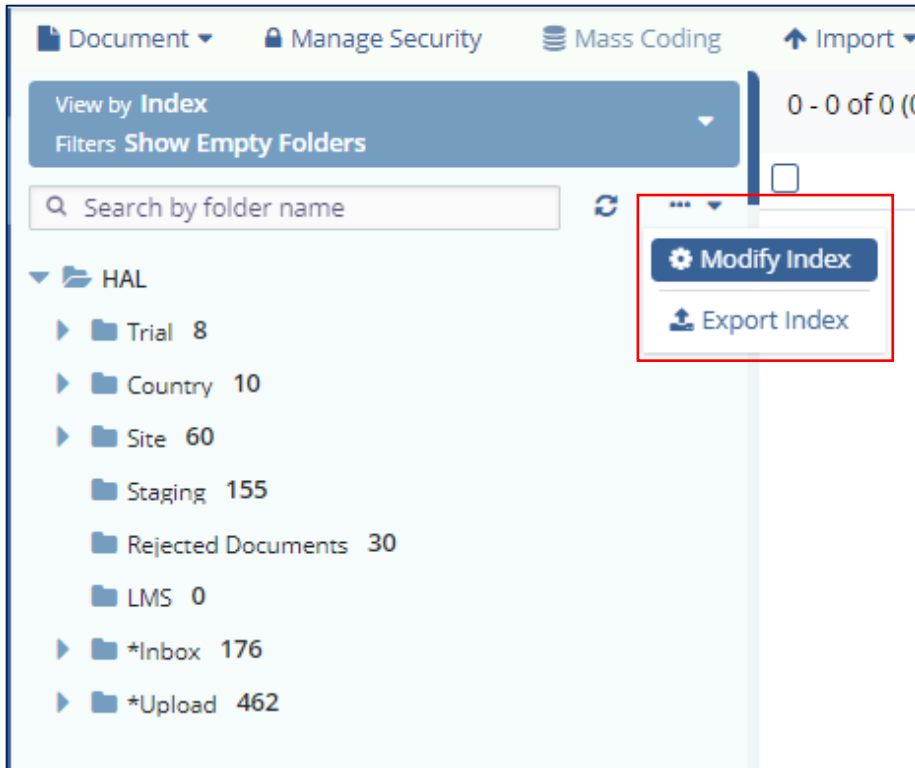 Document Manage Security Mass Coding Import
View by Index
Filters Show Empty Folders
0 - 0 of 0 (
Search by folder name
Modify Index
Export Index
HAL
Trial 8
Country 10
Site 60
Staging 155
Rejected Documents 30
LMS 0
*Inbox 176
*Upload 462